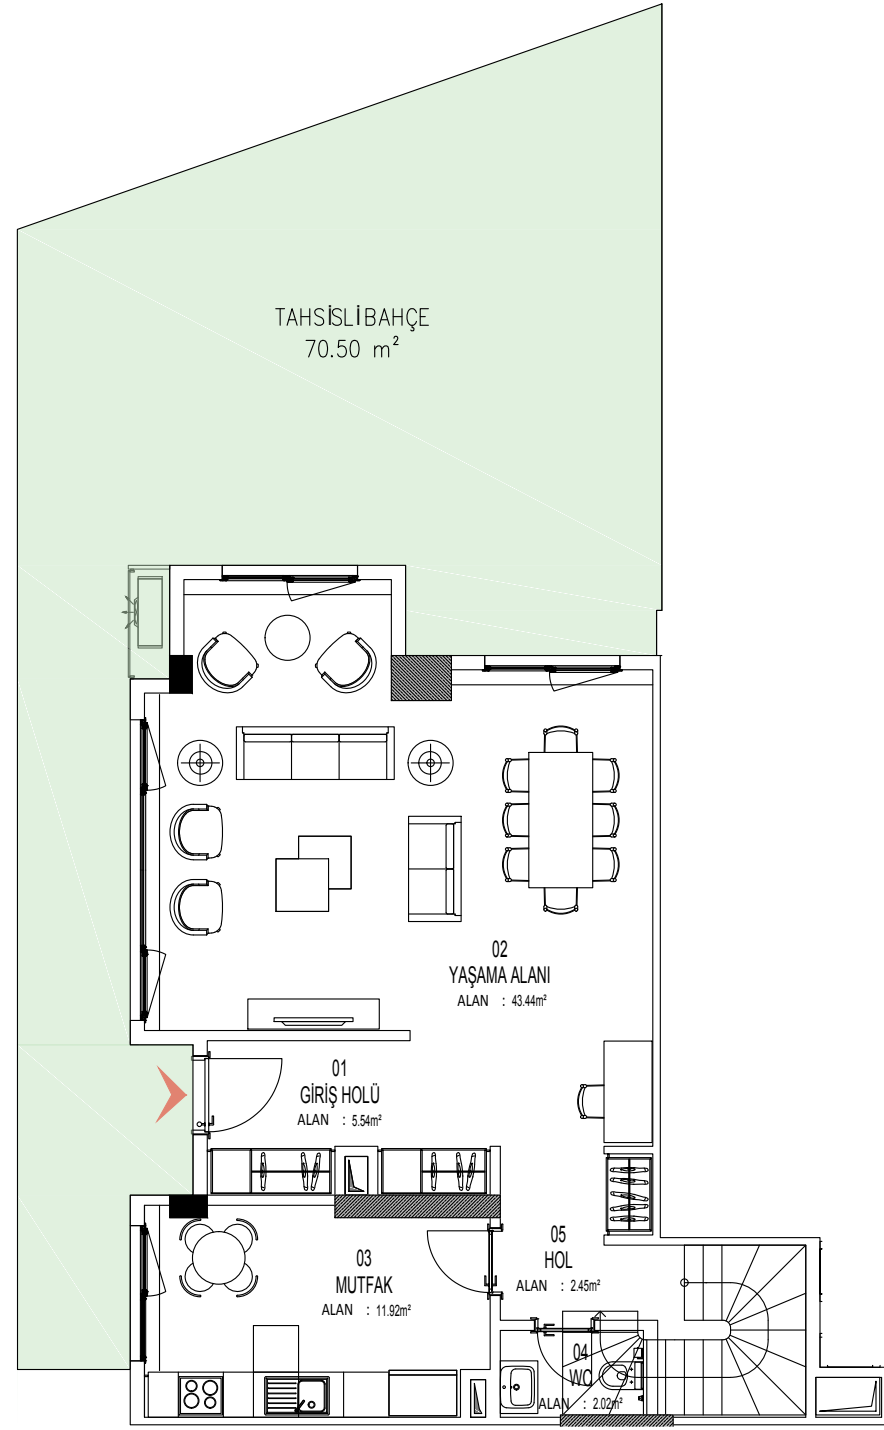 TAHSİSLİ BAHÇE
70.50 m²
02
YAŞAMA ALANI
ALAN : 43.44m²
01
GİRİŞ HOLÜ
ALAN : 5.54m²
05
HOL
ALAN : 2.45m²
03
MUTFAK
ALAN : 11.92m²
04
WC
ALAN : 2.02m²